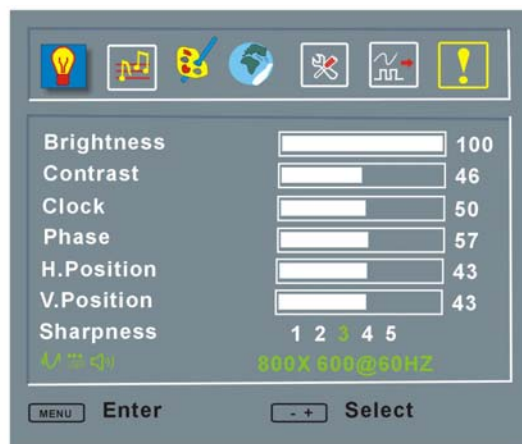 Brightness 100
Contrast 46
Clock 50
Phase 57
H.Position 43
V.Position 43
Sharpness 1 2 3 4 5
800X 600@60HZ
MENU Enter - + Select